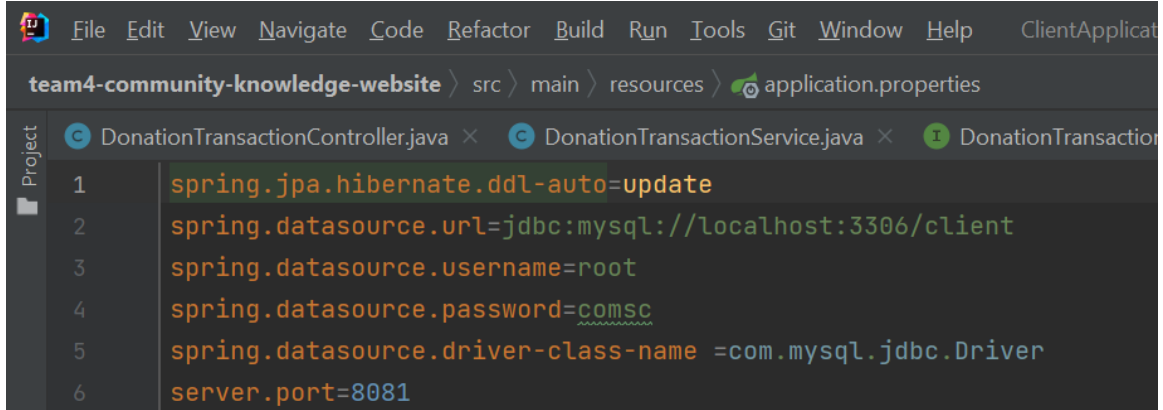 File Edit View Navigate Code Refactor Build Run Tools Git Window Help ClientApplicat
team4-community-knowledge-website 〉 src 〉 main 〉 resources 〉 application.properties
DonationTransactionController.java × DonationTransactionService.java × DonationTransaction
Project
1 spring.jpa.hibernate.ddl-auto=update
2 spring.datasource.url=jdbc:mysql://localhost:3306/client
3 spring.datasource.username=root
4 spring.datasource.password=comsc
5 spring.datasource.driver-class-name =com.mysql.jdbc.Driver
6 server.port=8081